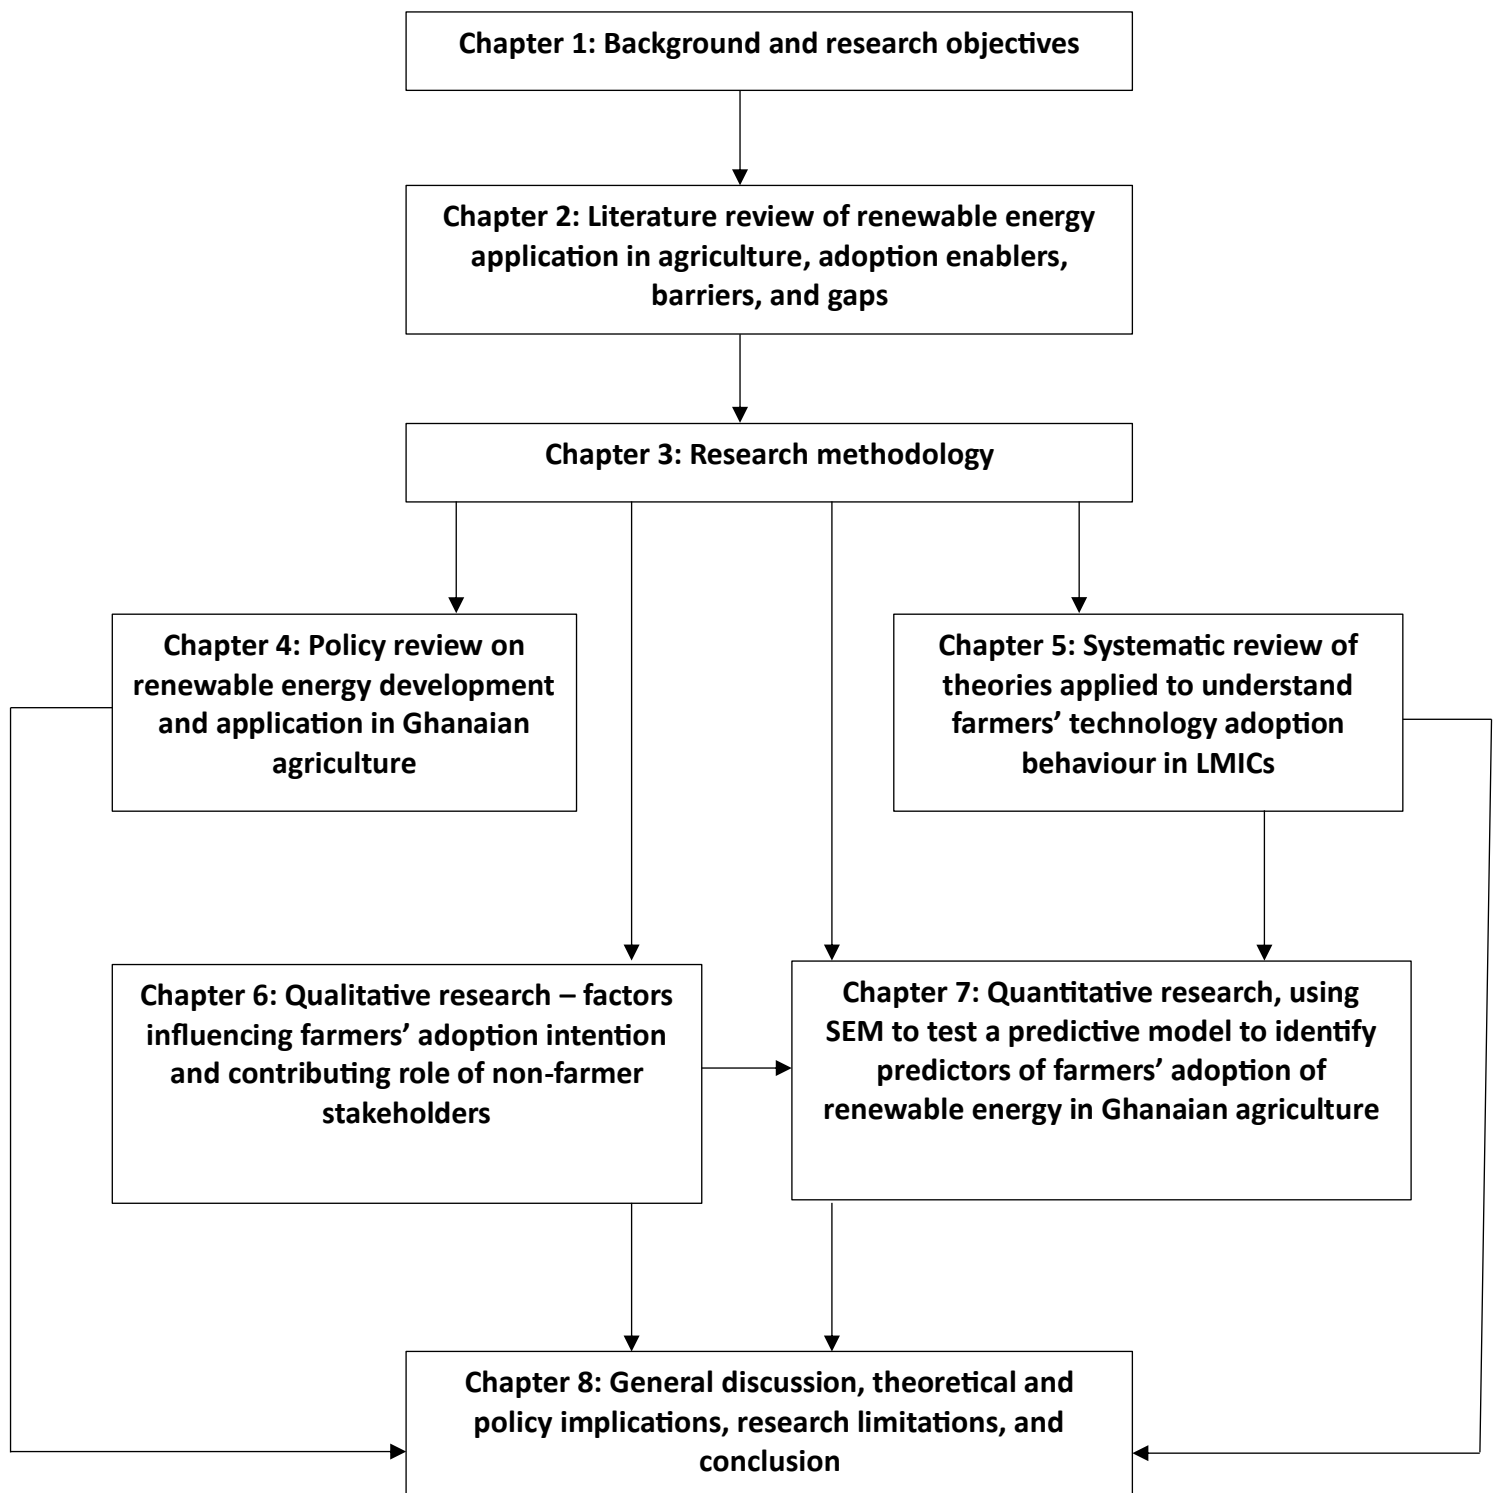 Chapter 1: Background and research objectives
Chapter 2: Literature review of renewable energy
application in agriculture, adoption enablers,
barriers, and gaps
Chapter 3: Research methodology
Chapter 4: Policy review on
renewable energy development
and application in Ghanaian
agriculture
Chapter 5: Systematic review of
theories applied to understand
farmers’ technology adoption
behaviour in LMICs
Chapter 6: Qualitative research – factors
influencing farmers’ adoption intention
and contributing role of non-farmer
stakeholders
Chapter 7: Quantitative research, using
SEM to test a predictive model to identify
predictors of farmers’ adoption of
renewable energy in Ghanaian agriculture
Chapter 8: General discussion, theoretical and
policy implications, research limitations, and
conclusion